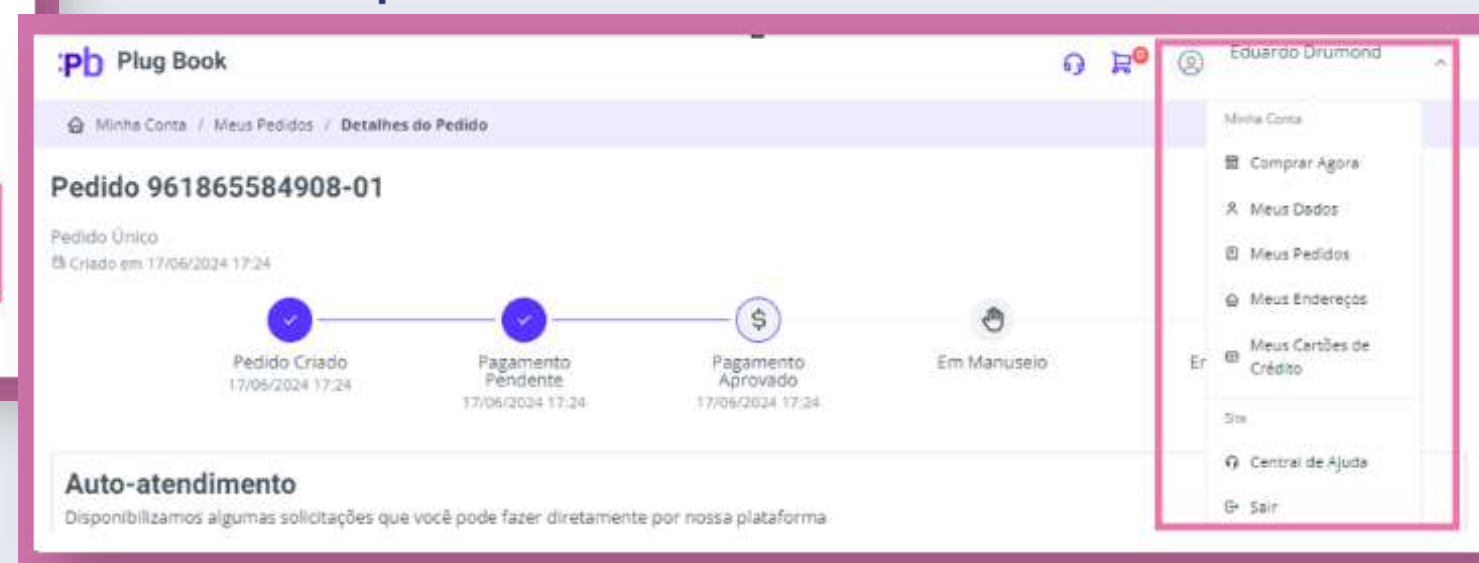 :pb Plug Book
0
Eduardo Drumond
Minha Conta / Meus Pedidos / Detalhes do Pedido
Pedido 961865584908-01
Pedido Único
Criado em 17/06/2024 17:24
Pedido Criado
17/06/2024 17:24
Pagamento
Pendente
17/06/2024 17:24
$
Pagamento
Aprovado
17/06/2024 17:24
Em Manuseio
Er
Minha Conta
Comprar Agora
Meus Dados
Meus Pedidos
Meus Endereços
Meus Cartões de
Crédito
Site
Central de Ajuda
Sair
Auto-atendimento
Disponibilizamos algumas solicitações que você pode fazer diretamente por nossa plataforma